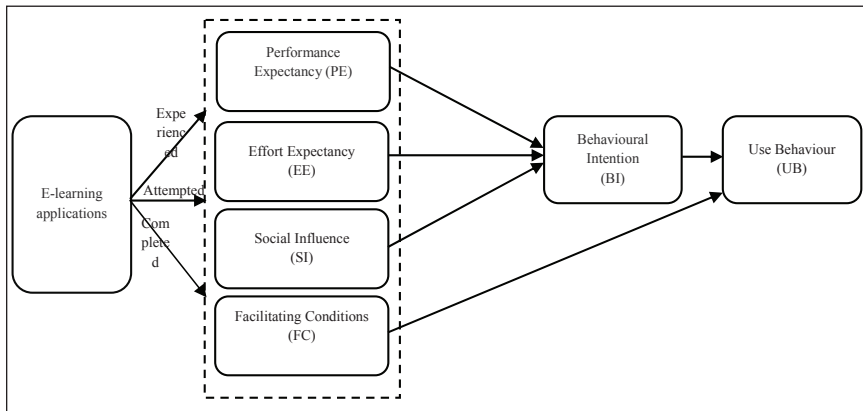 E-learning
applications
Expe
rienc
ed
Attempted
Com
plete
d
Performance
Expectancy (PE)
Effort Expectancy
(EE)
Social Influence
(SI)
Facilitating Conditions
(FC)
Behavioural
Intention
(BI)
Use Behaviour
(UB)